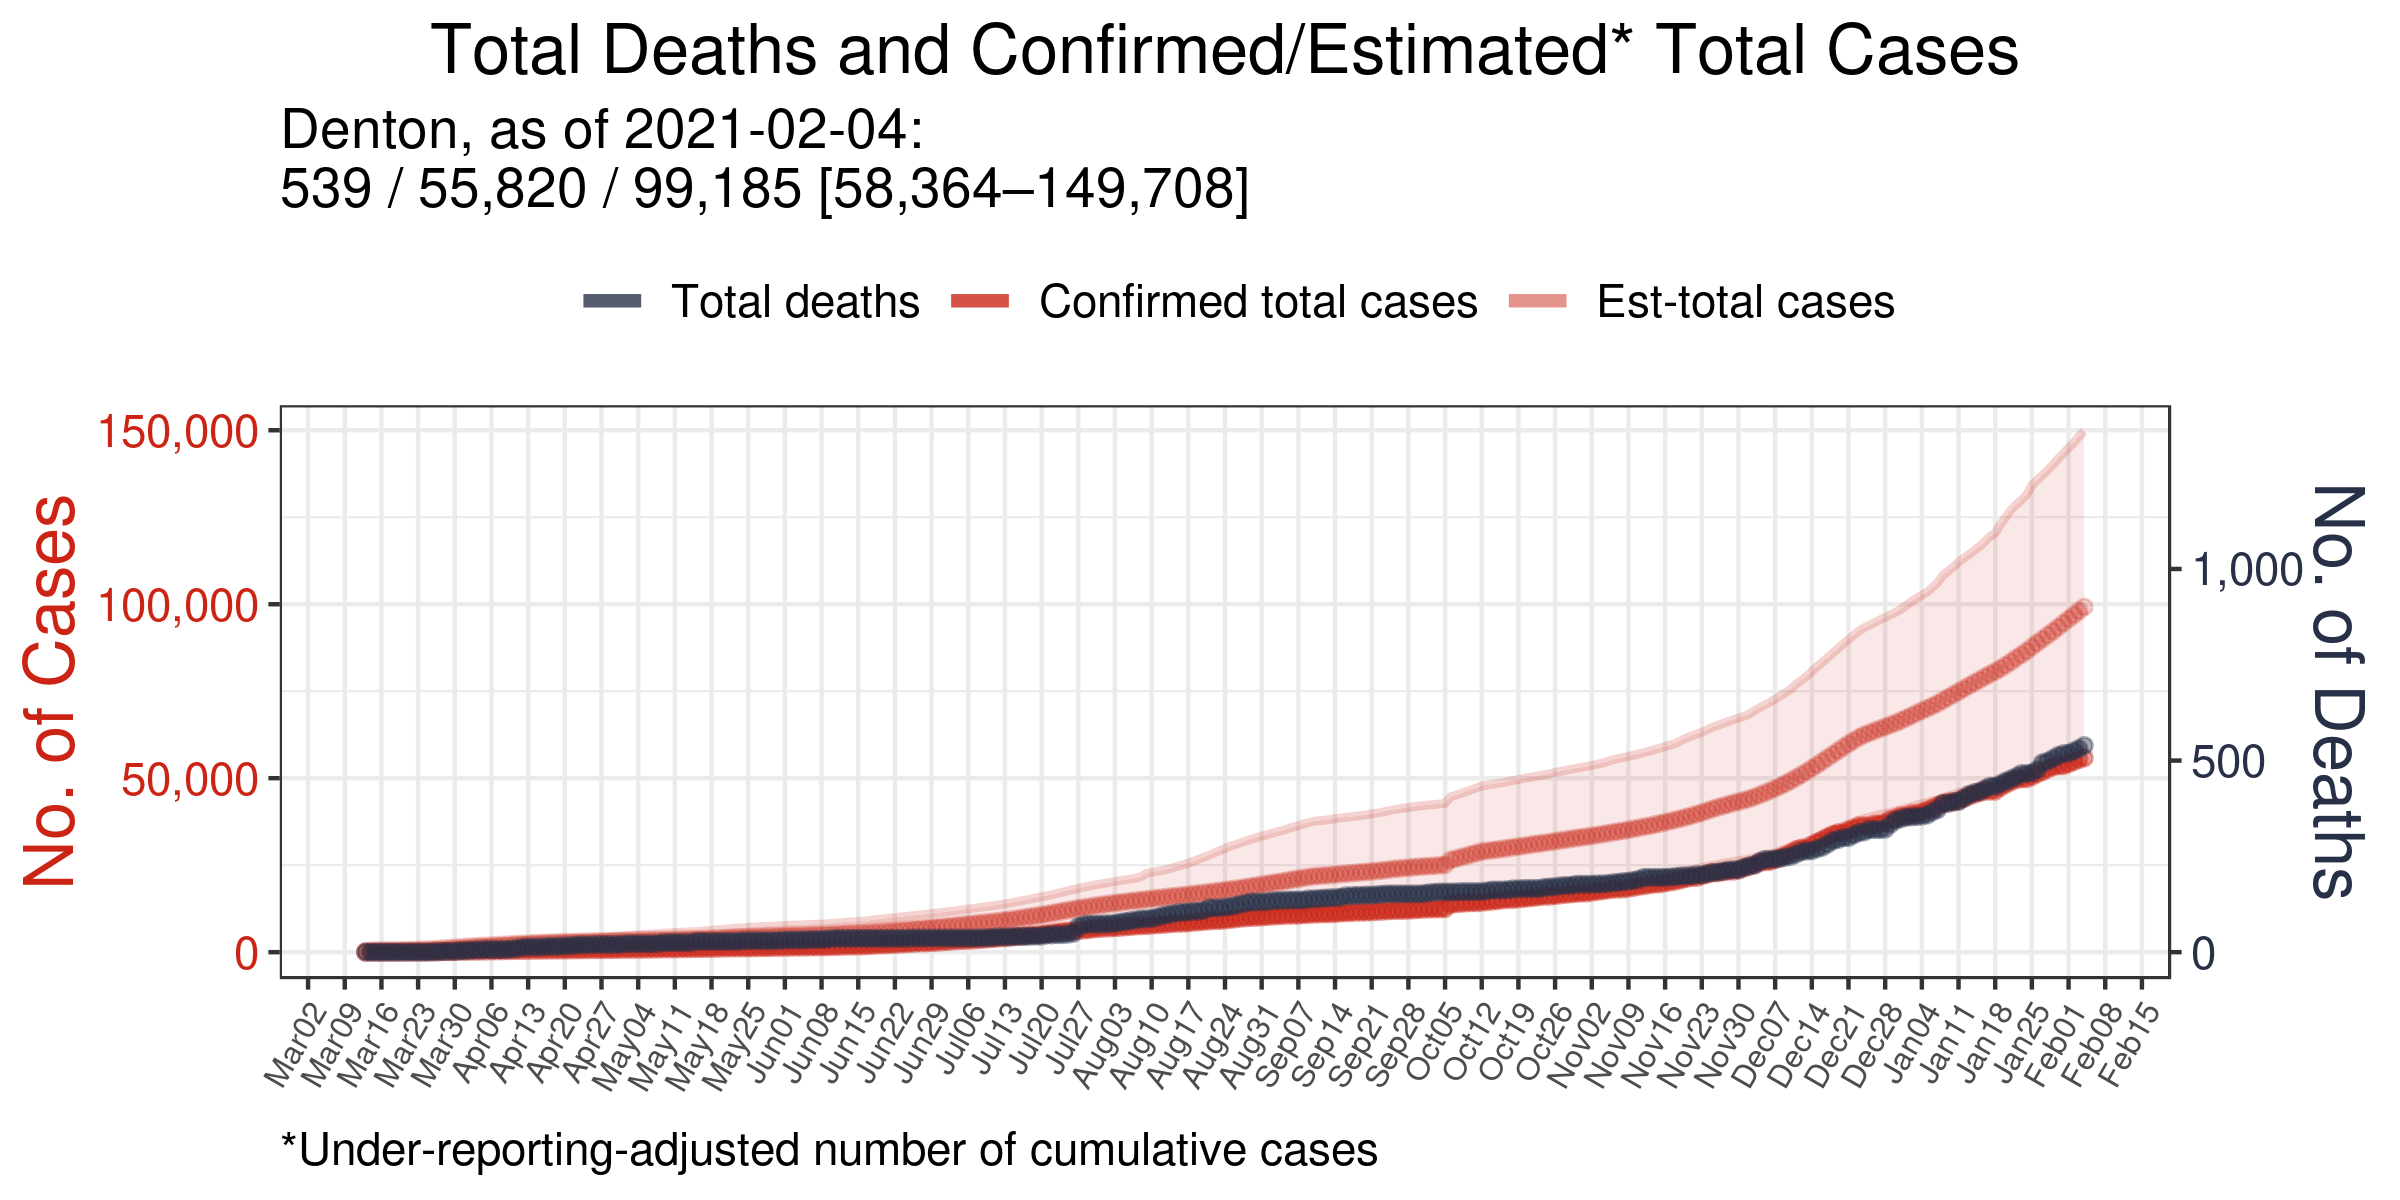 Total Deaths and Confirmed/Estimated* Total Cases
Denton, as of 2021-02-04:
539 / 55,820 / 99,185 [58,364–149,708]
Total deaths
Confirmed total cases
Est-total cases
No. of Cases
150,000
100,000
50,000
0
No. of Deaths
1,000
500
0
Mar02
Mar09
Mar16
Mar23
Mar30
Apr06
Apr13
Apr20
Apr27
May04
May11
May18
May25
Jun01
Jun08
Jun15
Jun22
Jun29
Jul06
Jul13
Jul20
Jul27
Aug03
Aug10
Aug17
Aug24
Aug31
Sep07
Sep14
Sep21
Sep28
Oct05
Oct12
Oct19
Oct26
Nov02
Nov09
Nov16
Nov23
Nov30
Dec07
Dec14
Dec21
Dec28
Jan04
Jan11
Jan18
Jan25
Feb01
Feb08
Feb15
*Under-reporting-adjusted number of cumulative cases